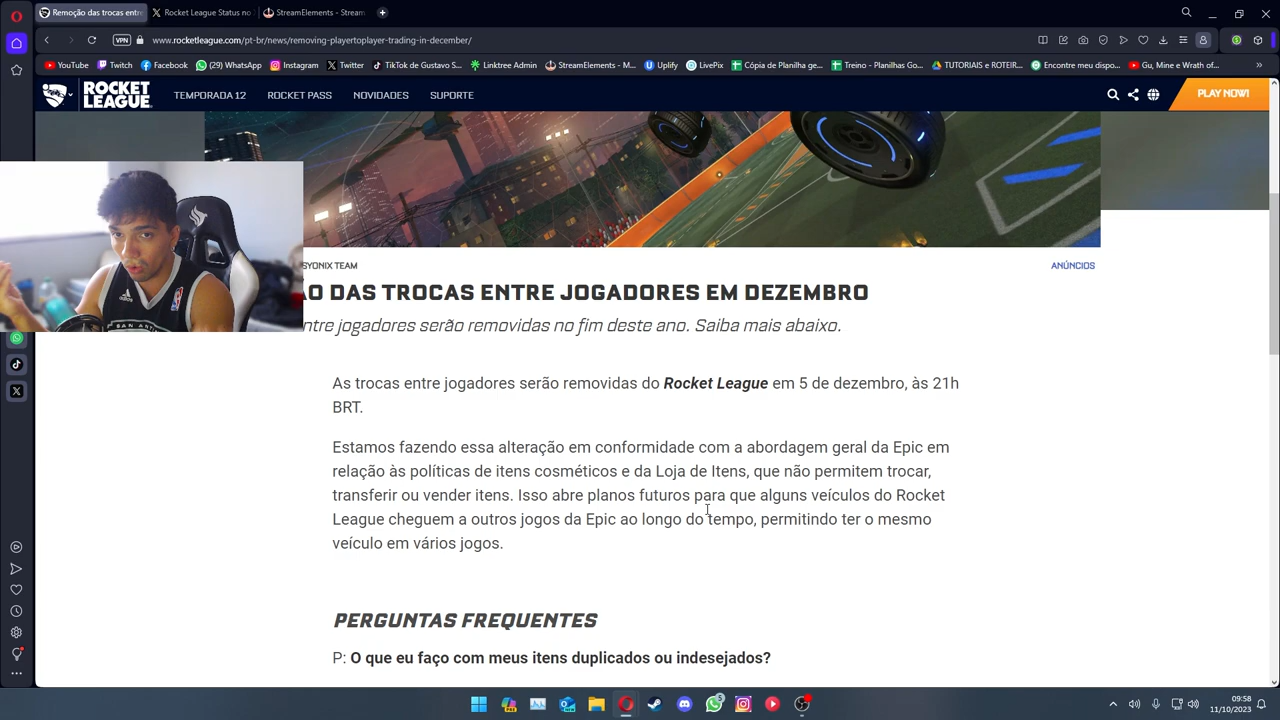 Remoção das trocas entre
Rocket League Status no
StreamElements - Stream
VPN
www.rocketleague.com/pt-br/news/removing-playertoplayer-trading-in-december/
YouTube
Twitch
Facebook
(29) WhatsApp
Instagram
Twitter
TikTok de Gustavo S...
Linktree Admin
StreamElements - M...
Uplify
LivePix
Cópia de Planilha ge...
Treino - Planilhas Go...
TUTORIAIS e ROTEIR...
Encontre meu dispo...
Gu, Mine e Wrath of...
ROCKET LEAGUE
TEMPORADA 12
ROCKET PASS
NOVIDADES
SUPORTE
PLAY NOW!
SYONIX TEAM
ANÚNCIOS
ÃO DAS TROCAS ENTRE JOGADORES EM DEZEMBRO
ntre jogadores serão removidas no fim deste ano. Saiba mais abaixo.
As trocas entre jogadores serão removidas do Rocket League em 5 de dezembro, às 21h
BRT.
Estamos fazendo essa alteração em conformidade com a abordagem geral da Epic em
relação às políticas de itens cosméticos e da Loja de Itens, que não permitem trocar,
transferir ou vender itens. Isso abre planos futuros para que alguns veículos do Rocket
League cheguem a outros jogos da Epic ao longo do tempo, permitindo ter o mesmo
veículo em vários jogos.
PERGUNTAS FREQUENTES
P: O que eu faço com meus itens duplicados ou indesejados?
adidas
SAN ANTON
5
09:58
11/10/2023